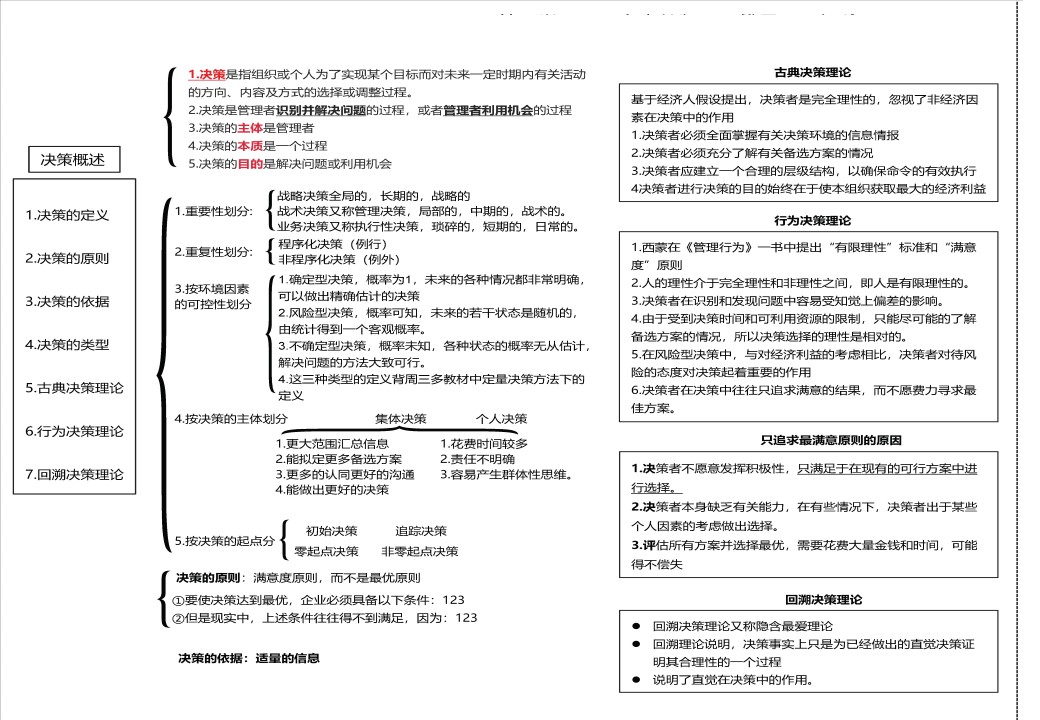 决策概述
1.决策的定义
2.决策的原则
3.决策的依据
4.决策的类型
5.古典决策理论
6.行为决策理论
7.回溯决策理论
1.决策是指组织或个人为了实现某个目标而对未来一定时期内有关活动
的方向、内容及方式的选择或调整过程。
2.决策是管理者识别并解决问题的过程，或者管理者利用机会的过程
3.决策的主体是管理者
4.决策的本质是一个过程
5.决策的目的是解决问题或利用机会
1.重要性划分:
战略决策全局的，长期的，战略的
战术决策又称管理决策，局部的，中期的，战术的。
业务决策又称执行性决策，琐碎的，短期的，日常的。
2.重复性划分:
程序化决策（例行）
非程序化决策（例外）
3.按环境因素
的可控性划分
1.确定型决策，概率为1，未来的各种情况都非常明确，
可以做出精确估计的决策
2.风险型决策，概率可知，未来的若干状态是随机的，
由统计得到一个客观概率。
3.不确定型决策，概率未知，各种状态的概率无从估计，
解决问题的方法大致可行。
4.这三种类型的定义背周三多教材中定量决策方法下的
定义
4.按决策的主体划分
集体决策 个人决策
1.更大范围汇总信息
2.能拟定更多备选方案
3.更多的认同更好的沟通
4.能做出更好的决策
1.花费时间较多
2.责任不明确
3.容易产生群体性思维。
5.按决策的起点分
初始决策 追踪决策
零起点决策 非零起点决策
决策的原则：满意度原则，而不是最优原则
①要使决策达到最优，企业必须具备以下条件：123
②但是现实中，上述条件往往得不到满足，因为：123
决策的依据：适量的信息
古典决策理论
基于经济人假设提出，决策者是完全理性的，忽视了非经济因
素在决策中的作用
1.决策者必须全面掌握有关决策环境的信息情报
2.决策者必须充分了解有关备选方案的情况
3.决策者应建立一个合理的层级结构，以确保命令的有效执行
4决策者进行决策的目的始终在于使本组织获取最大的经济利益
行为决策理论
1.西蒙在《管理行为》一书中提出“有限理性”标准和“满意
度”原则
2.人的理性介于完全理性和非理性之间，即人是有限理性的。
3.决策者在识别和发现问题中容易受知觉上偏差的影响。
4.由于受到决策时间和可利用资源的限制，只能尽可能的了解
备选方案的情况，所以决策选择的理性是相对的。
5.在风险型决策中，与对经济利益的考虑相比，决策者对待风
险的态度对决策起着重要的作用
6.决策者在决策中往往只追求满意的结果，而不愿费力寻求最
佳方案。
只追求最满意原则的原因
1.决策者不愿意发挥积极性，只满足于在现有的可行方案中进
行选择。
2.决策者本身缺乏有关能力，在有些情况下，决策者出于某些
个人因素的考虑做出选择。
3.评估所有方案并选择最优，需要花费大量金钱和时间，可能
得不偿失
回溯决策理论
● 回溯决策理论又称隐含最爱理论
● 回溯理论说明，决策事实上只是为已经做出的直觉决策证
明其合理性的一个过程
● 说明了直觉在决策中的作用。